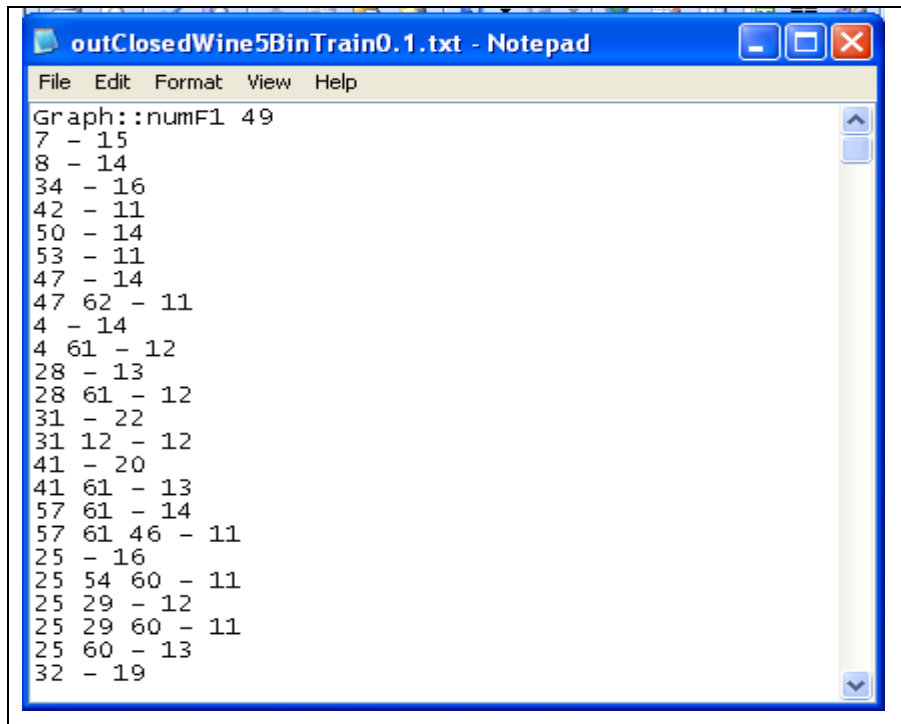 outClosedWine5BinTrain0.1.txt - Notepad
File Edit Format View Help
Graph::numF1 49
7 - 15
8 - 14
34 - 16
42 - 11
50 - 14
53 - 11
47 - 14
47 62 - 11
4 - 14
4 61 - 12
28 - 13
28 61 - 12
31 - 22
31 12 - 12
41 - 20
41 61 - 13
57 61 - 14
57 61 46 - 11
25 - 16
25 54 60 - 11
25 29 - 12
25 29 60 - 11
25 60 - 13
32 - 19